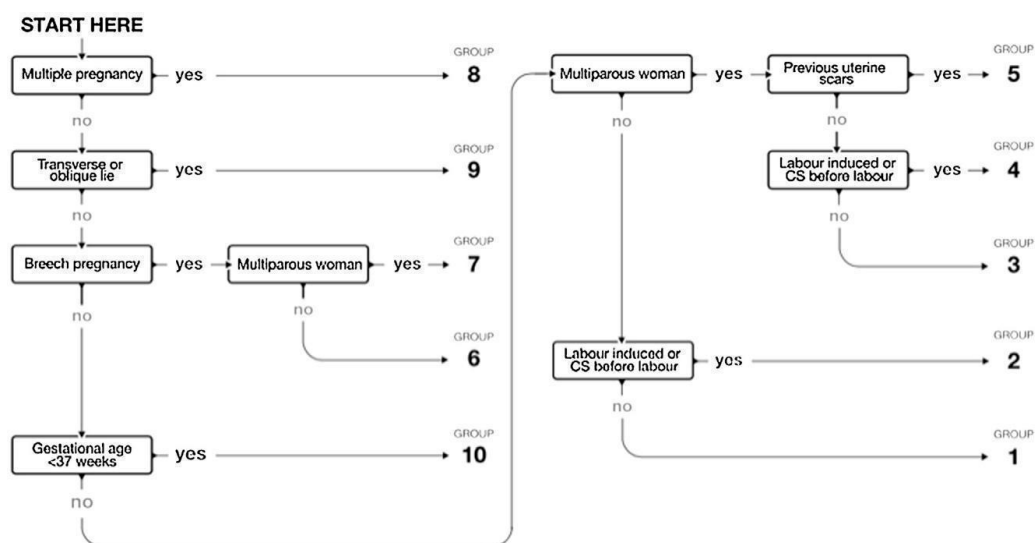 START HERE
Multiple pregnancy
yes
GROUP
8
no
Transverse or
oblique lie
yes
GROUP
9
no
Breech pregnancy
yes
Multiparous woman
yes
GROUP
7
no
no
GROUP
6
Gestational age
<37 weeks
yes
GROUP
10
no
Multiparous woman
yes
Previous uterine
scars
yes
GROUP
5
no
no
Labour induced or
CS before labour
yes
GROUP
4
no
GROUP
3
Labour induced or
CS before labour
yes
GROUP
2
no
GROUP
1